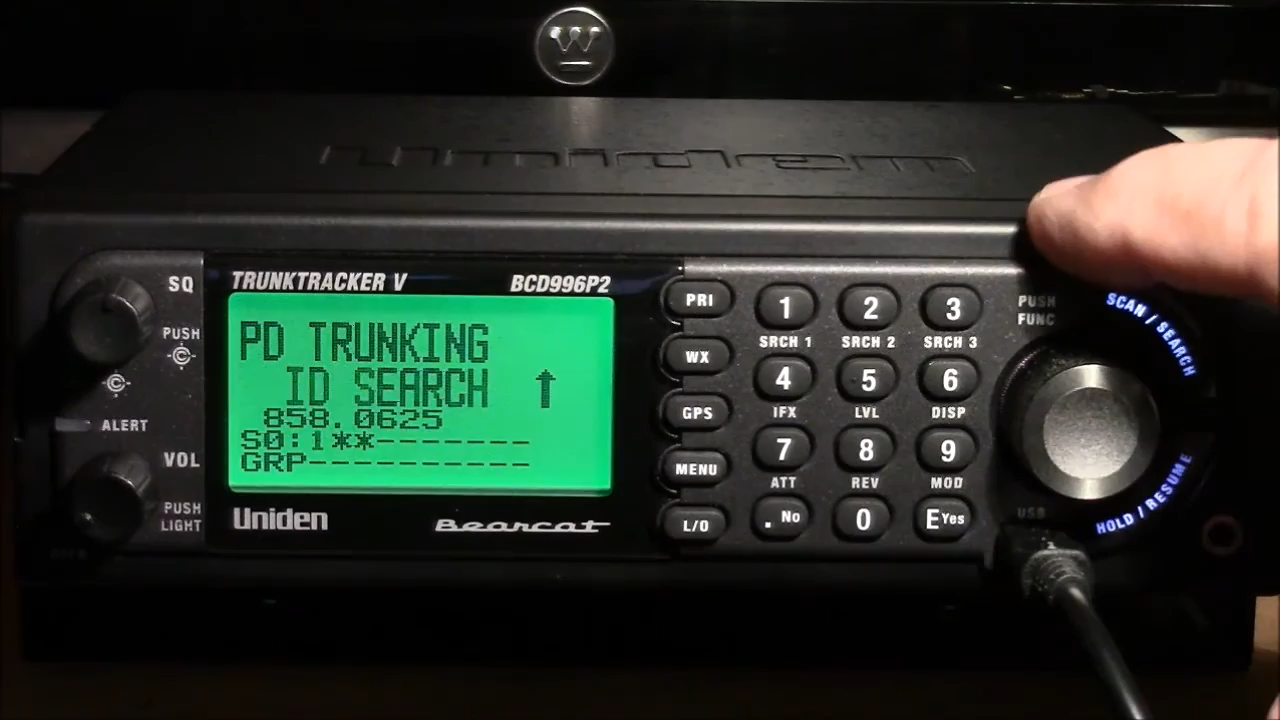 uniden
TRUNKTRACKER V
BCD996P2
PD TRUNKING
ID SEARCH ↑
858.0625
S0:1**-------
GRP----------
Uniden
Bearcat
SQ
PUSH
ALERT
VOL
PUSH
LIGHT
PRI
WX
GPS
MENU
L/O
1 2 3
SRCH 1 SRCH 2 SRCH 3
4 5 6
IFX LVL DISP
7 8 9
ATT REV MOD
. No 0 E Yes
PUSH
FUNC
SCAN / SEARCH
HOLD / RESUME
USB